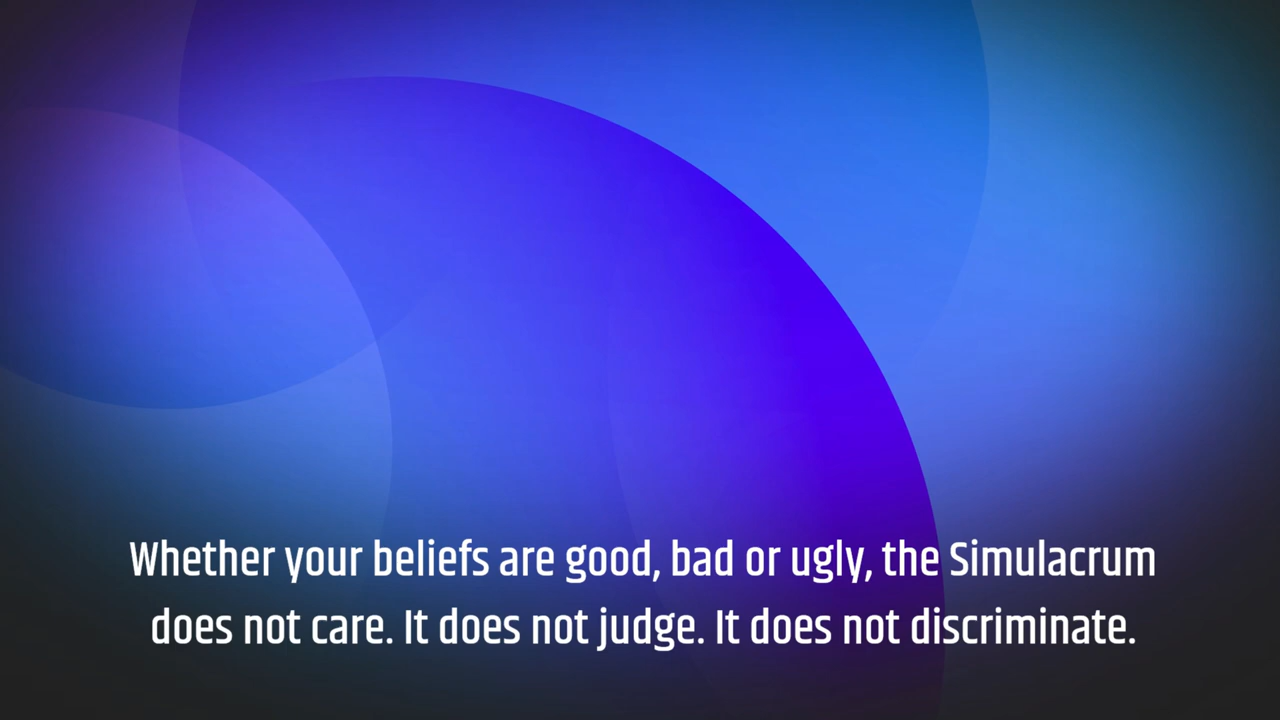 Whether your beliefs are good, bad or ugly, the Simulacrum
does not care. It does not judge. It does not discriminate.